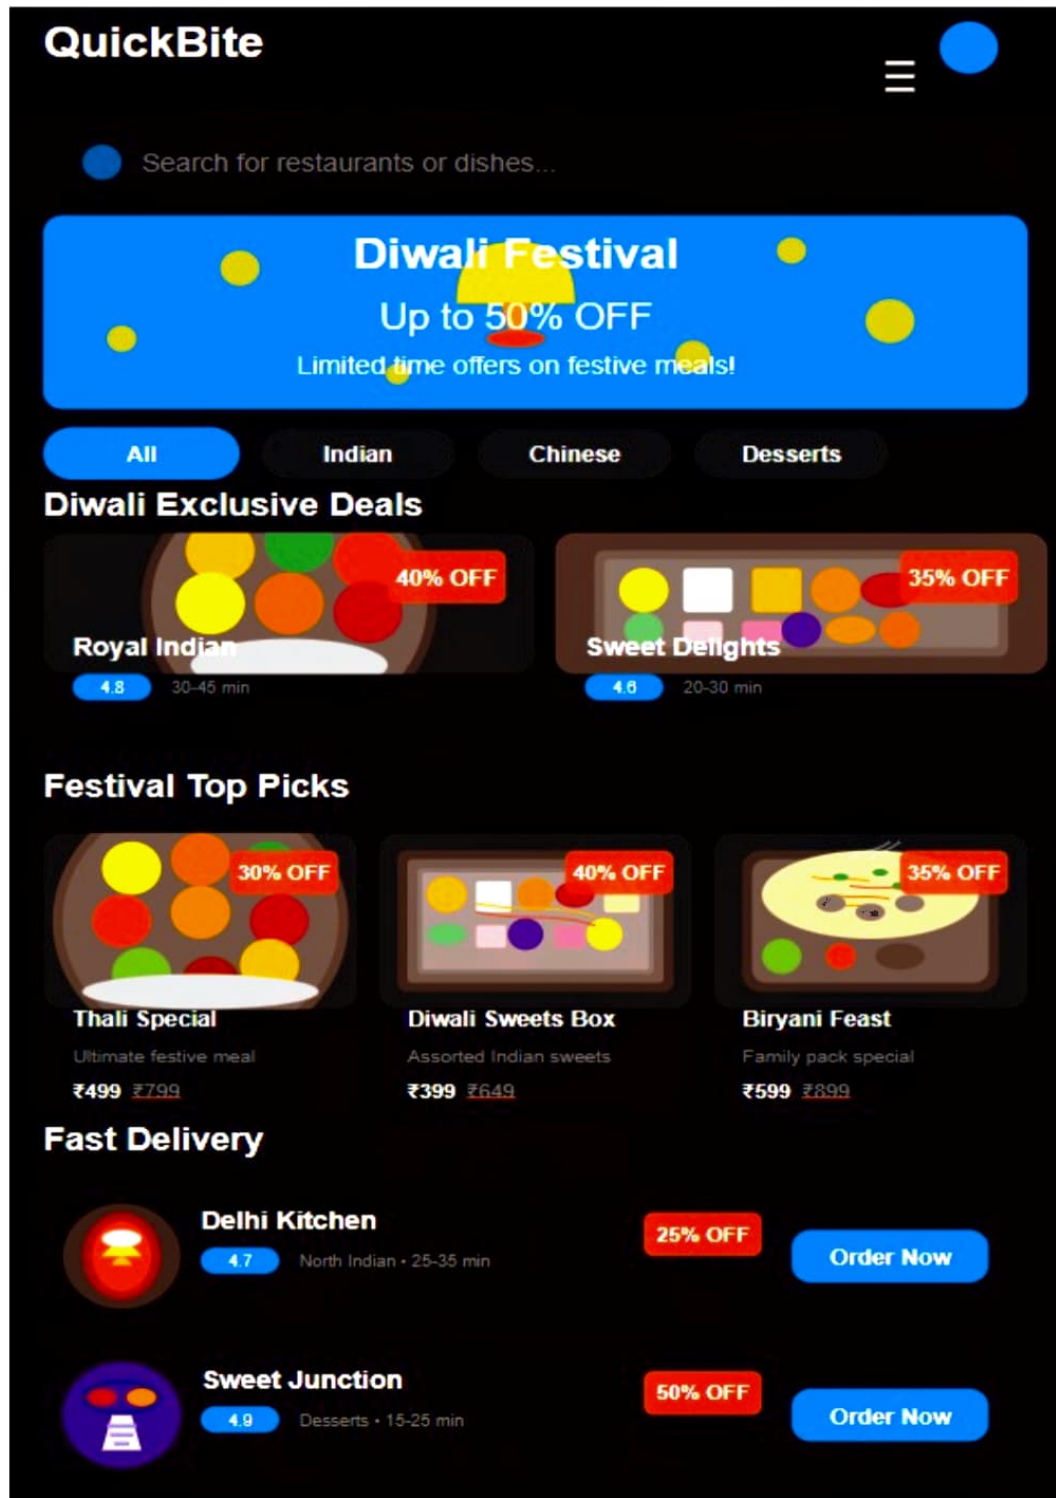 QuickBite
Search for restaurants or dishes...
Diwali Festival
Up to 50% OFF
Limited time offers on festive meals!
All Indian Chinese Desserts
Diwali Exclusive Deals
40% OFF
35% OFF
Royal Indian
4.8 30-45 min
Sweet Delights
4.6 20-30 min
Festival Top Picks
30% OFF
Thali Special
Ultimate festive meal
₹499 ₹799
40% OFF
Diwali Sweets Box
Assorted Indian sweets
₹399 ₹649
35% OFF
Biryani Feast
Family pack special
₹599 ₹899
Fast Delivery
Delhi Kitchen
4.7 North Indian • 25-35 min
25% OFF
Order Now
Sweet Junction
4.9 Desserts • 15-25 min
50% OFF
Order Now